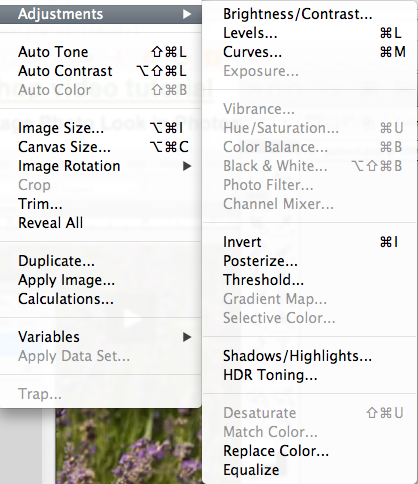 Adjustments ▶
Auto Tone ⇧⌘L
Auto Contrast ⌥⇧⌘L
Auto Color ⇧⌘B
Image Size... ⌥⌘I
Canvas Size... ⌥⌘C
Image Rotation ▶
Crop
Trim...
Reveal All
Duplicate...
Apply Image...
Calculations...
Variables ▶
Apply Data Set...
Trap...
Brightness/Contrast...
Levels... ⌘L
Curves... ⌘M
Exposure...
Vibrance...
Hue/Saturation... ⌘U
Color Balance... ⌘B
Black & White... ⌥⇧⌘B
Photo Filter...
Channel Mixer...
Invert ⌘I
Posterize...
Threshold...
Gradient Map...
Selective Color...
Shadows/Highlights...
HDR Toning...
Desaturate ⇧⌘U
Match Color...
Replace Color...
Equalize